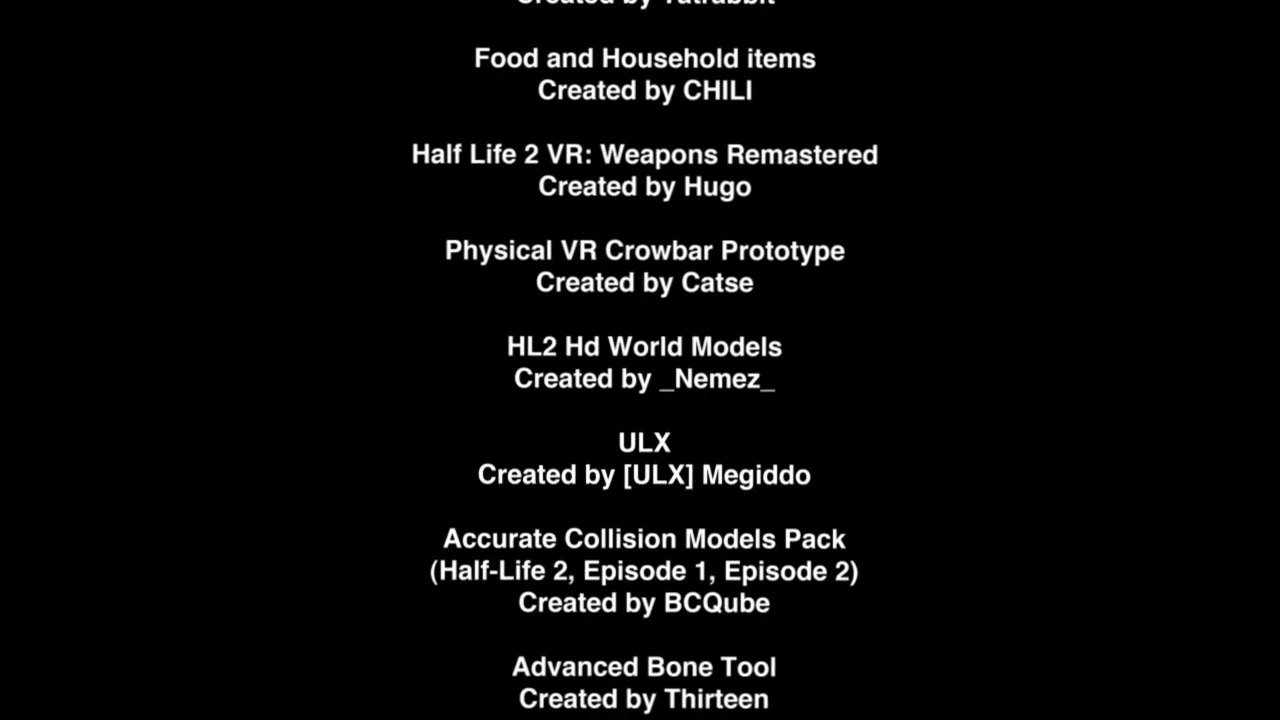 Created by
Food and Household items
Created by CHILI
Half Life 2 VR: Weapons Remastered
Created by Hugo
Physical VR Crowbar Prototype
Created by Catse
HL2 Hd World Models
Created by _Nemez_
ULX
Created by [ULX] Megiddo
Accurate Collision Models Pack
(Half-Life 2, Episode 1, Episode 2)
Created by BCQube
Advanced Bone Tool
Created by Thirteen